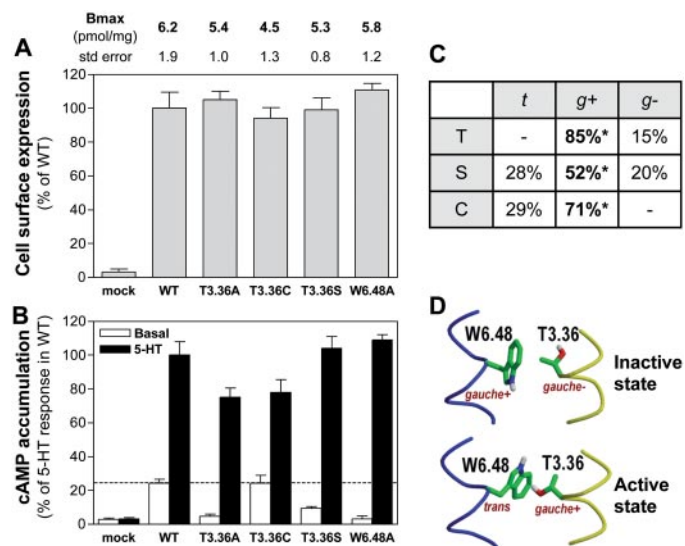 Bmax 6.2 5.4 4.5 5.3 5.8
(pmol/mg)
std error 1.9 1.0 1.3 0.8 1.2
A
Cell surface expression
(% of WT)
120
100
80
60
40
20
0
mock WT T3.36A T3.36C T3.36S W6.48A
B
cAMP accumulation
(% of 5-HT response in WT)
Basal
5-HT
120
100
80
60
40
20
0
mock WT T3.36A T3.36C T3.36S W6.48A
C
t g+ g-
T - 85%* 15%
S 28% 52%* 20%
C 29% 71%* -
D
W6.48 T3.36
gauche+ gauche-
Inactive
state
W6.48 T3.36
trans gauche+
Active
state